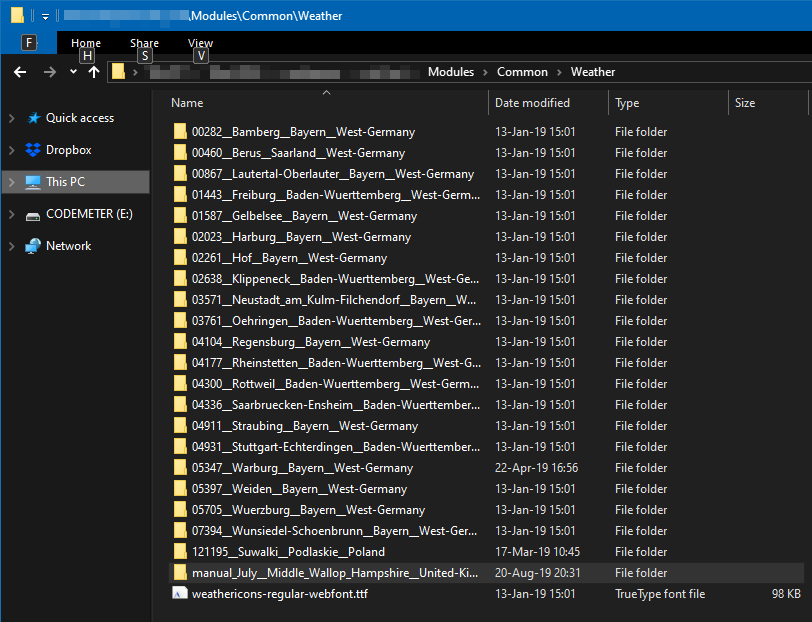 \Modules\Common\Weather
F
Home Share View
H S V
Modules › Common › Weather
Name Date modified Type Size
Quick access
Dropbox
This PC
CODEMETER (E:)
Network
00282__Bamberg__Bayern__West-Germany 13-Jan-19 15:01 File folder
00460__Berus__Saarland__West-Germany 13-Jan-19 15:01 File folder
00867__Lautertal-Oberlauter__Bayern__West-Germany 13-Jan-19 15:01 File folder
01443__Freiburg__Baden-Wuerttemberg__West-Germ... 13-Jan-19 15:01 File folder
01587__Gelbelsee__Bayern__West-Germany 13-Jan-19 15:01 File folder
02023__Harburg__Bayern__West-Germany 13-Jan-19 15:01 File folder
02261__Hof__Bayern__West-Germany 13-Jan-19 15:01 File folder
02638__Klippeneck__Baden-Wuerttemberg__West-Ge... 13-Jan-19 15:01 File folder
03571__Neustadt_am_Kulm-Filchendorf__Bayern__W... 13-Jan-19 15:01 File folder
03761__Oehringen__Baden-Wuerttemberg__West-Ger... 13-Jan-19 15:01 File folder
04104__Regensburg__Bayern__West-Germany 13-Jan-19 15:01 File folder
04177__Rheinstetten__Baden-Wuerttemberg__West-G... 13-Jan-19 15:01 File folder
04300__Rottweil__Baden-Wuerttemberg__West-Germ... 13-Jan-19 15:01 File folder
04336__Saarbruecken-Ensheim__Baden-Wuerttember... 13-Jan-19 15:01 File folder
04911__Straubing__Bayern__West-Germany 13-Jan-19 15:01 File folder
04931__Stuttgart-Echterdingen__Baden-Wuerttember... 13-Jan-19 15:01 File folder
05347__Warburg__Bayern__West-Germany 22-Apr-19 16:56 File folder
05397__Weiden__Bayern__West-Germany 13-Jan-19 15:01 File folder
05705__Wuerzburg__Bayern__West-Germany 13-Jan-19 15:01 File folder
07394__Wunsiedel-Schoenbrunn__Bayern__West-Ger... 13-Jan-19 15:01 File folder
121195__Suwalki__Podlaskie__Poland 17-Mar-19 10:45 File folder
manual_July__Middle_Wallop_Hampshire__United-Ki... 20-Aug-19 20:31 File folder
weathericons-regular-webfont.ttf 13-Jan-19 15:01 TrueType font file 98 KB